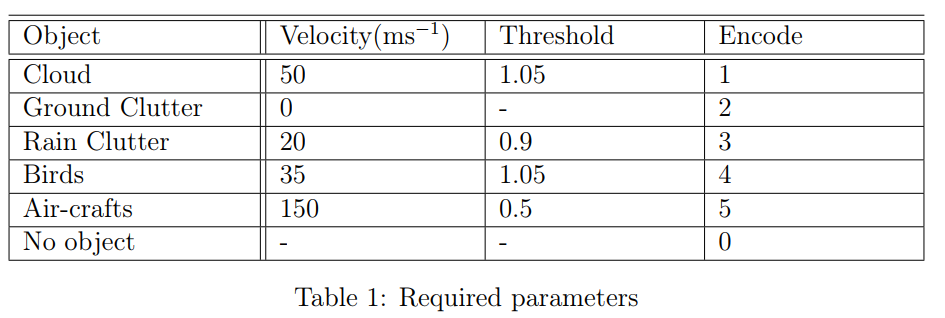 Object Velocity(ms⁻¹) Threshold Encode
Cloud 50 1.05 1
Ground Clutter 0 - 2
Rain Clutter 20 0.9 3
Birds 35 1.05 4
Air-crafts 150 0.5 5
No object - - 0
Table 1: Required parameters